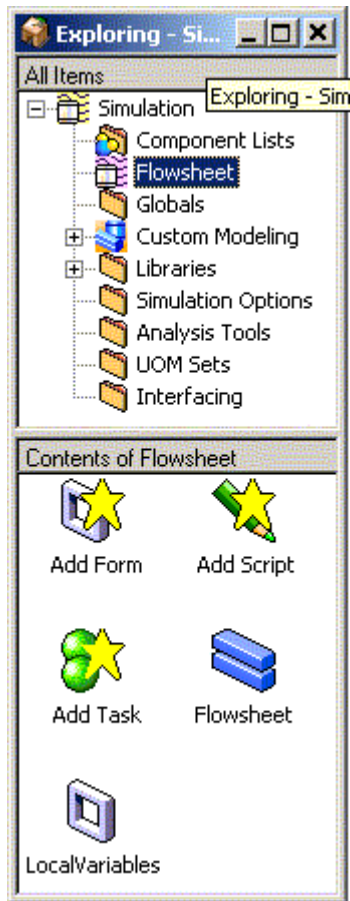 Exploring - Si...
All Items
Exploring - Sim
Simulation
Component Lists
Flowsheet
Globals
Custom Modeling
Libraries
Simulation Options
Analysis Tools
UOM Sets
Interfacing
Contents of Flowsheet
Add Form Add Script
Add Task Flowsheet
LocalVariables